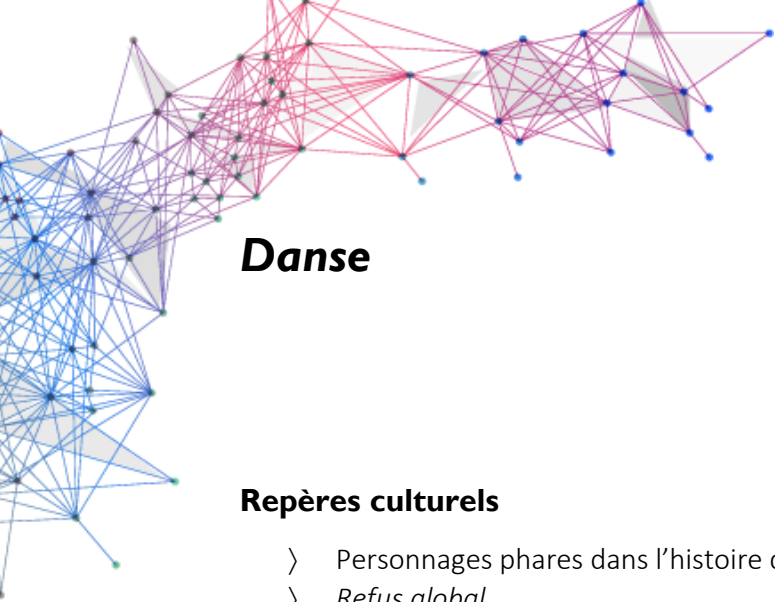 Danse
Repères culturels
〉 Personnages phares dans l’histoire
〉 Refus global